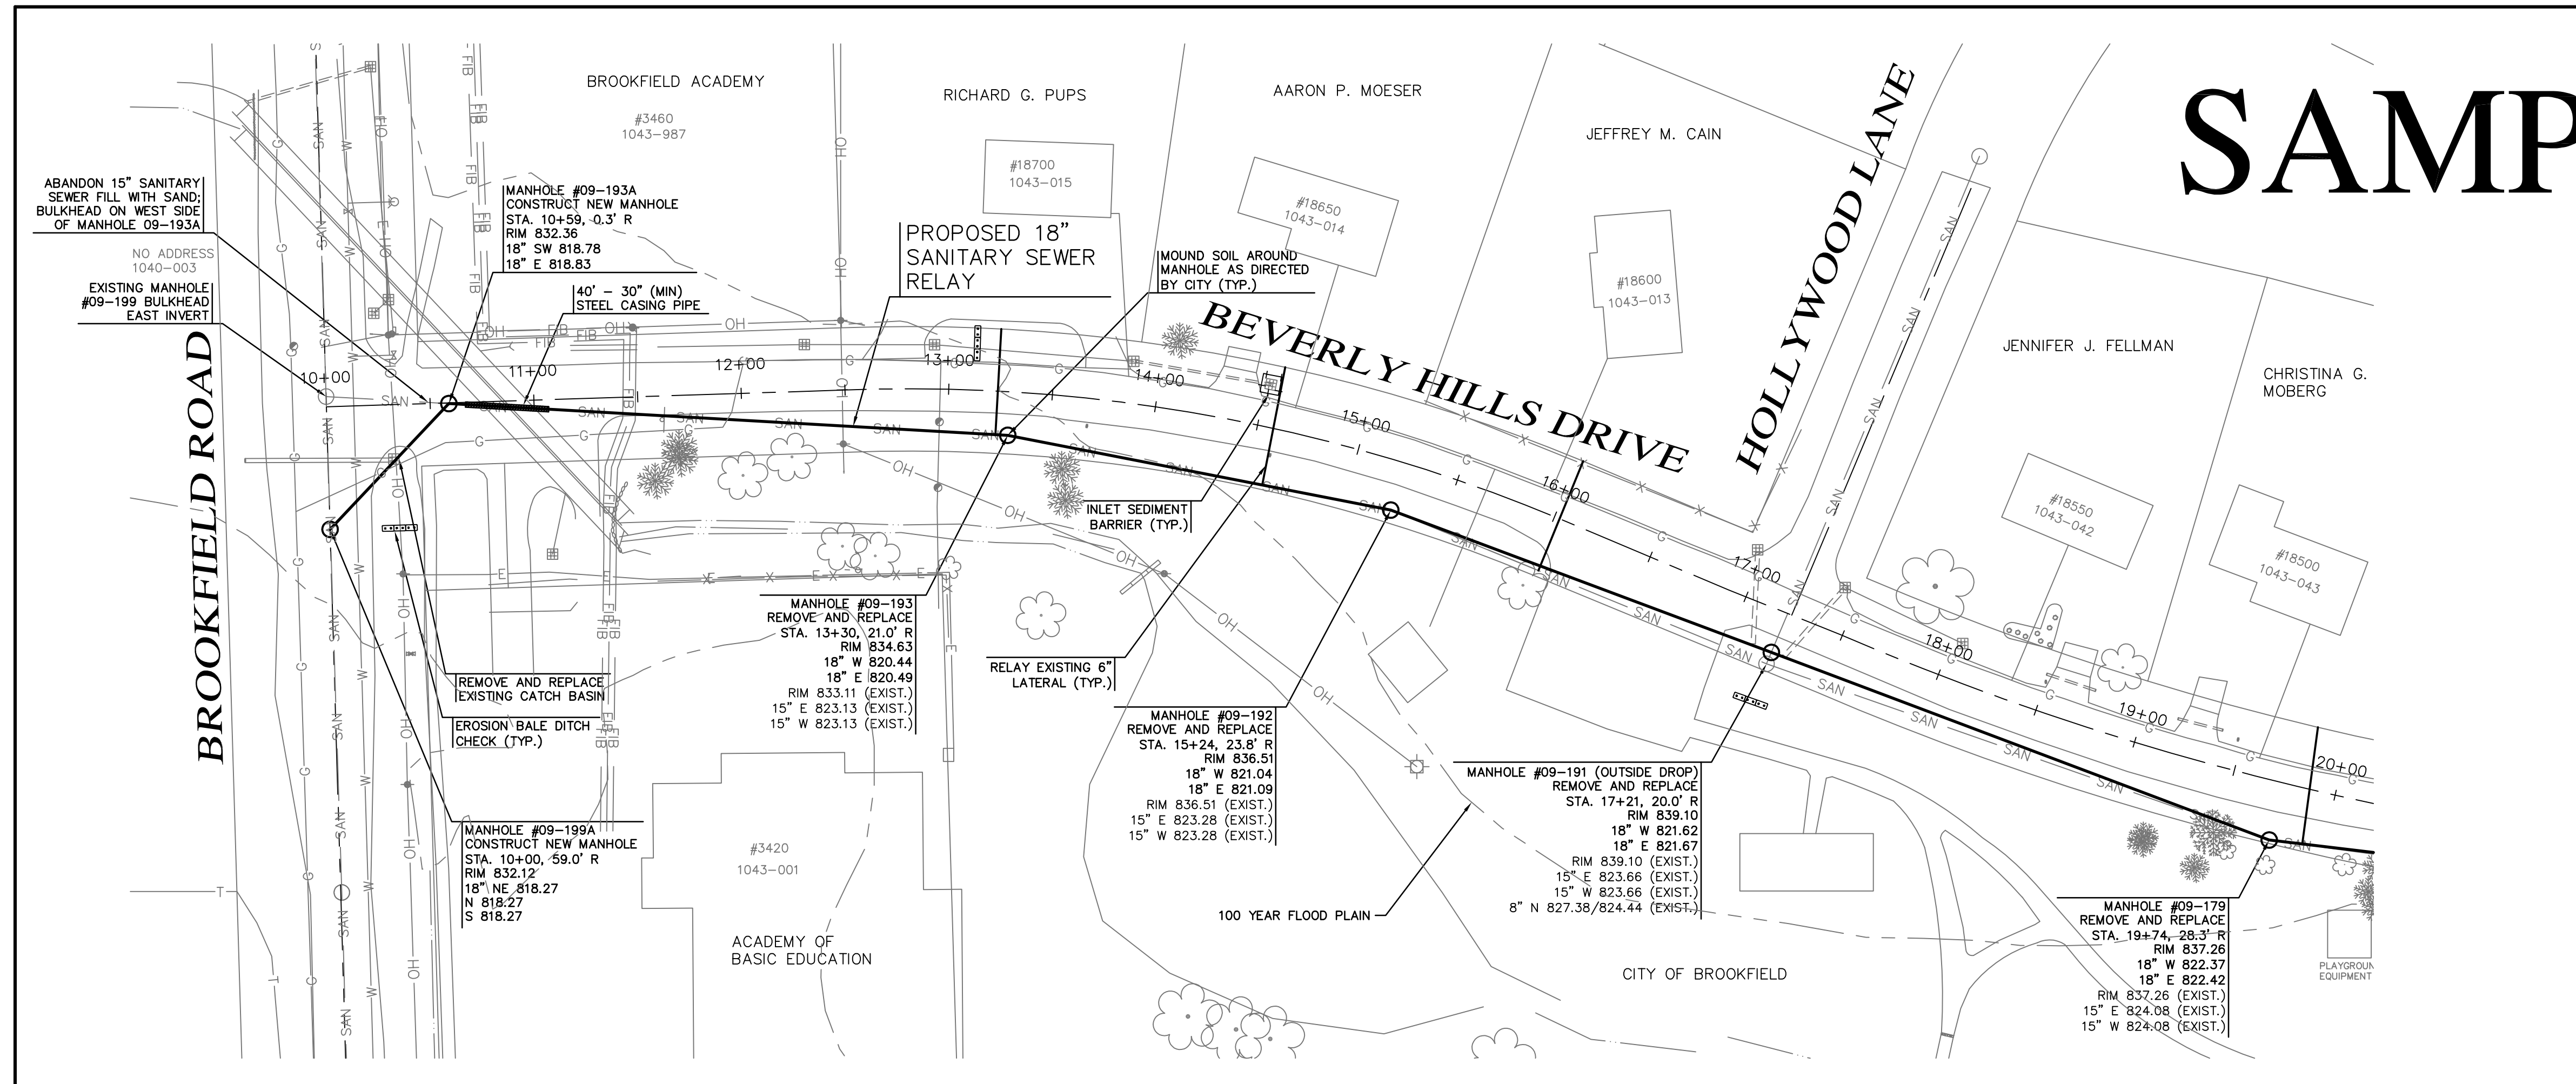 SAMP
BROOKFIELD ACADEMY
#3460
1043-987
RICHARD G. PUPS
#18700
1043-015
AARON P. MOESER
#18650
1043-014
JEFFREY M. CAIN
#18600
1043-013
HOLLYWOOD LANE
JENNIFER J. FELLMAN
#18550
1043-042
CHRISTINA G.
MOBERG
#18500
1043-043
ABANDON 15" SANITARY
SEWER FILL WITH SAND;
BULKHEAD ON WEST SIDE
OF MANHOLE 09-193A
NO ADDRESS
1040-003
EXISTING MANHOLE
#09-199 BULKHEAD
EAST INVERT
MANHOLE #09-193A
CONSTRUCT NEW MANHOLE
STA. 10+59, 0.3' R
RIM 832.36
18" SW 818.78
18" E 818.83
40' - 30" (MIN)
STEEL CASING PIPE
PROPOSED 18"
SANITARY SEWER
RELAY
MOUND SOIL AROUND
MANHOLE AS DIRECTED
BY CITY (TYP.)
BEVERLY HILLS DRIVE
BROOKFIELD ROAD
10+00
11+00
12+00
13+00
14+00
15+00
16+00
17+00
18+00
19+00
20+00
INLET SEDIMENT
BARRIER (TYP.)
RELAY EXISTING 6"
LATERAL (TYP.)
REMOVE AND REPLACE
EXISTING CATCH BASIN
EROSION BALE DITCH
CHECK (TYP.)
MANHOLE #09-199A
CONSTRUCT NEW MANHOLE
STA. 10+00, 59.0' R
RIM 832.12
18" NE 818.27
N 818.27
S 818.27
MANHOLE #09-193
REMOVE AND REPLACE
STA. 13+30, 21.0' R
RIM 834.63
18" W 820.44
18" E 820.49
RIM 833.11 (EXIST.)
15" E 823.13 (EXIST.)
15" W 823.13 (EXIST.)
MANHOLE #09-192
REMOVE AND REPLACE
STA. 15+24, 23.8' R
RIM 836.51
18" W 821.04
18" E 821.09
RIM 836.51 (EXIST.)
15" E 823.28 (EXIST.)
15" W 823.28 (EXIST.)
MANHOLE #09-191 (OUTSIDE DROP)
REMOVE AND REPLACE
STA. 17+21, 20.0' R
RIM 839.10
18" W 821.62
18" E 821.67
RIM 839.10 (EXIST.)
15" E 823.66 (EXIST.)
15" W 823.66 (EXIST.)
8" N 827.38/824.44 (EXIST.)
100 YEAR FLOOD PLAIN
MANHOLE #09-179
REMOVE AND REPLACE
STA. 19+74, 28.3' R
RIM 837.26
18" W 822.37
18" E 822.42
RIM 837.26 (EXIST.)
15" E 824.08 (EXIST.)
15" W 824.08 (EXIST.)
#3420
1043-001
ACADEMY OF
BASIC EDUCATION
CITY OF BROOKFIELD
PLAYGROUN
EQUIPMENT